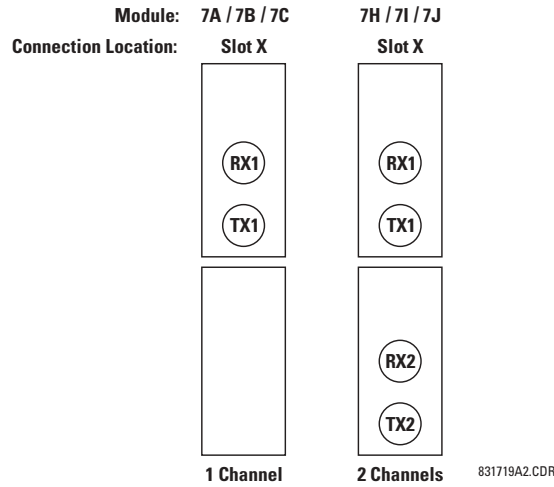 Module: 7A / 7B / 7C 7H / 7I / 7J
Connection Location: Slot X Slot X
RX1 RX1
TX1 TX1
RX2
TX2
1 Channel 2 Channels 831719A2.CDR